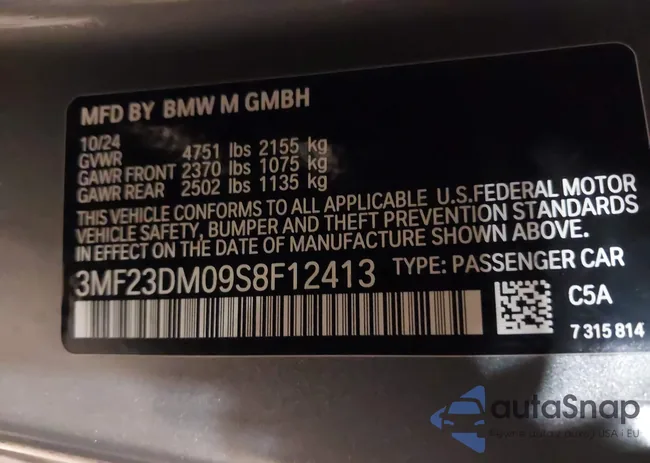 MFD BY BMW M GMBH
10/24
GVWR 4751 lbs 2155 kg
GAWR FRONT 2370 lbs 1075 kg
GAWR REAR 2502 lbs 1135 kg
THIS VEHICLE CONFORMS TO ALL APPLICABLE U.S.FEDERAL MOTOR
VEHICLE SAFETY, BUMPER AND THEFT PREVENTION STANDARDS
IN EFFECT ON THE DATE OF MANUFACTURE SHOWN ABOVE.
3MF23DM09S8F12413 TYPE: PASSENGER CAR
C5A
7 315 814
autoSnap
USA - EU